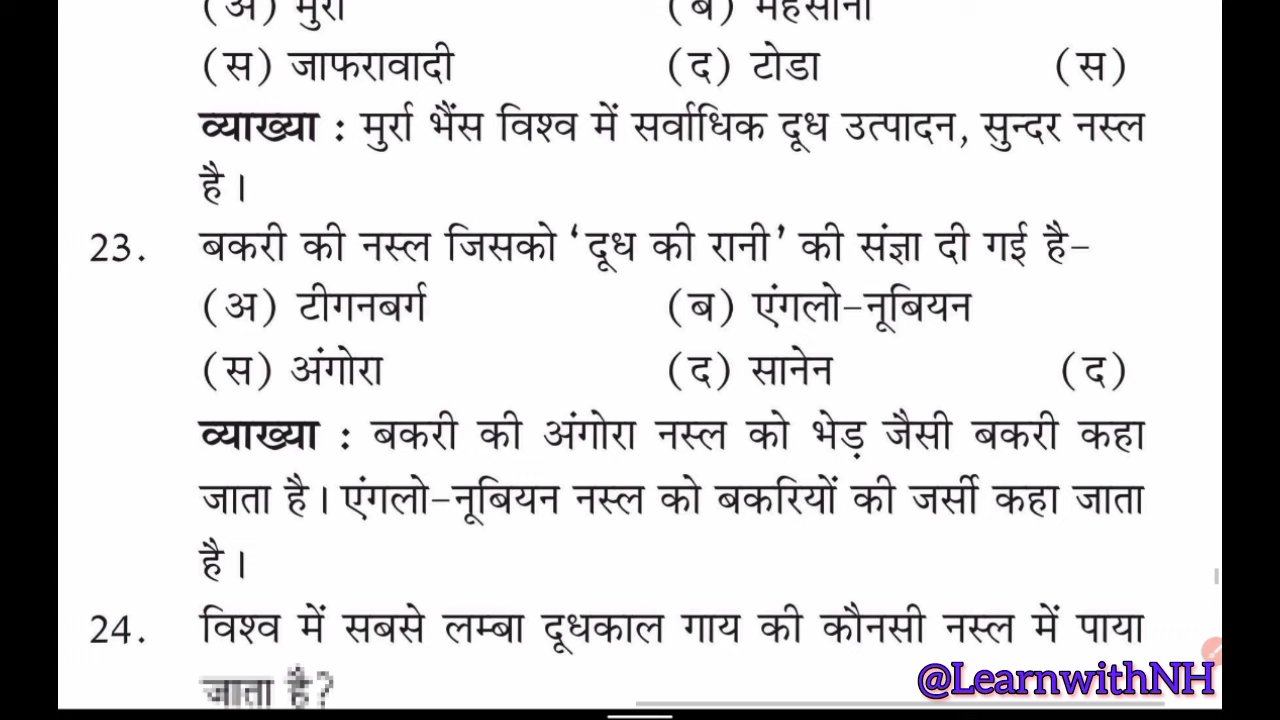 (अ) मुर्रा (ब) मेहसाना
(स) जाफरावादी (द) टोडा (स)
व्याख्या : मुर्रा भैंस विश्व में सर्वाधिक दूध उत्पादन, सुन्दर नस्ल
है।
23. बकरी की नस्ल जिसको ‘दूध की रानी’ की संज्ञा दी गई है-
(अ) टीगनबर्ग (ब) एंगलो-नूबियन
(स) अंगोरा (द) सानेन (द)
व्याख्या : बकरी की अंगोरा नस्ल को भेड़ जैसी बकरी कहा
जाता है। एंगलो-नूबियन नस्ल को बकरियों की जर्सी कहा जाता
है।
24. विश्व में सबसे लम्बा दूधकाल गाय की कौनसी नस्ल में पाया
जाता है?
@LearnwithNH